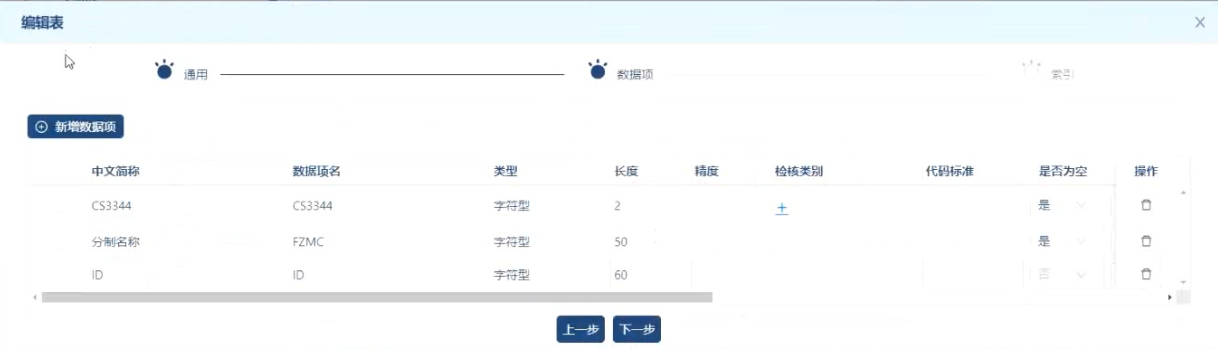 编辑表
通用 数据项 索引
新增数据项
中文简称 数据项名 类型 长度 精度 检核类别 代码标准 是否为空 操作
CS3344 CS3344 字符型 2 + 是
分制名称 FZMC 字符型 50 是
ID ID 字符型 60 否
上一步 下一步